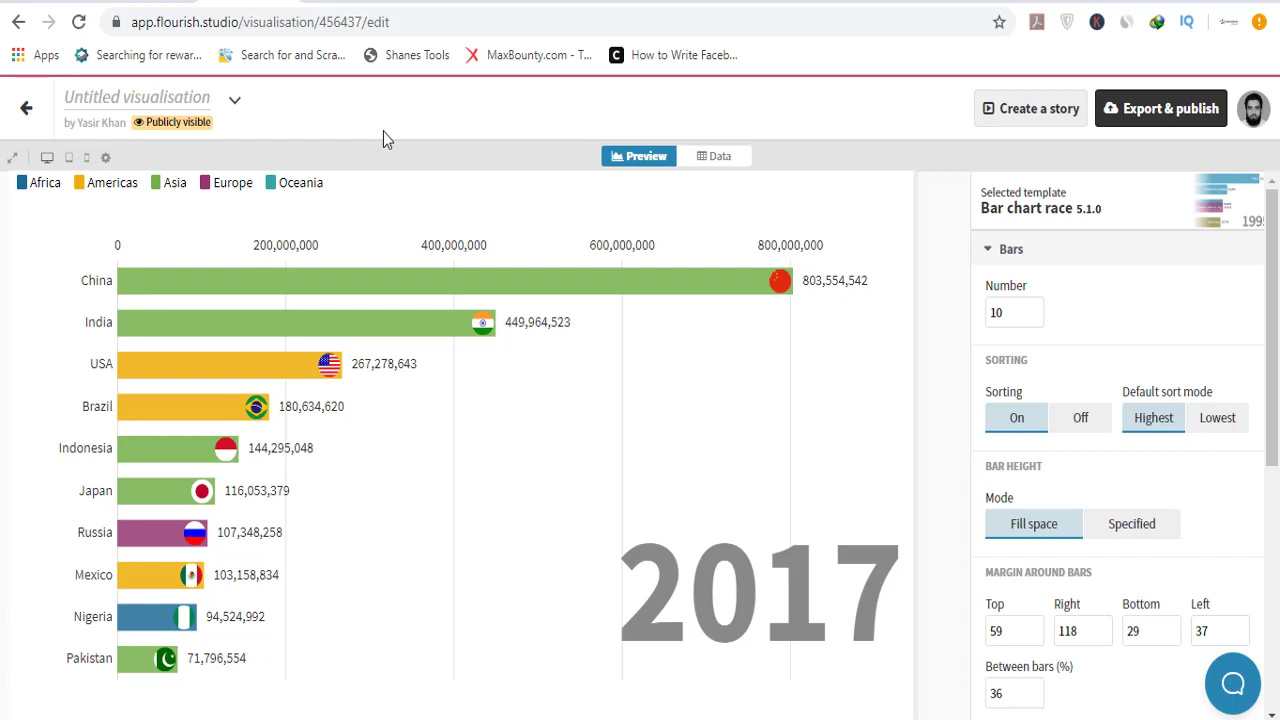 app.flourish.studio/visualisation/456437/edit
Apps Searching for rewar... Search for and Scra... Shanes Tools MaxBounty.com - T... How to Write Faceb...
Untitled visualisation
by Yasir Khan Publicly visible
Create a story Export & publish
Preview Data
Africa Americas Asia Europe Oceania
0 200,000,000 400,000,000 600,000,000 800,000,000
China 803,554,542
India 449,964,523
USA 267,278,643
Brazil 180,634,620
Indonesia 144,295,048
Japan 116,053,379
Russia 107,348,258
Mexico 103,158,834
Nigeria 94,524,992
Pakistan 71,796,554
2017
Selected template
Bar chart race 5.1.0
Bars
Number
10
SORTING
Sorting Default sort mode
On Off Highest Lowest
BAR HEIGHT
Mode
Fill space Specified
MARGIN AROUND BARS
Top Right Bottom Left
59 118 29 37
Between bars (%)
36